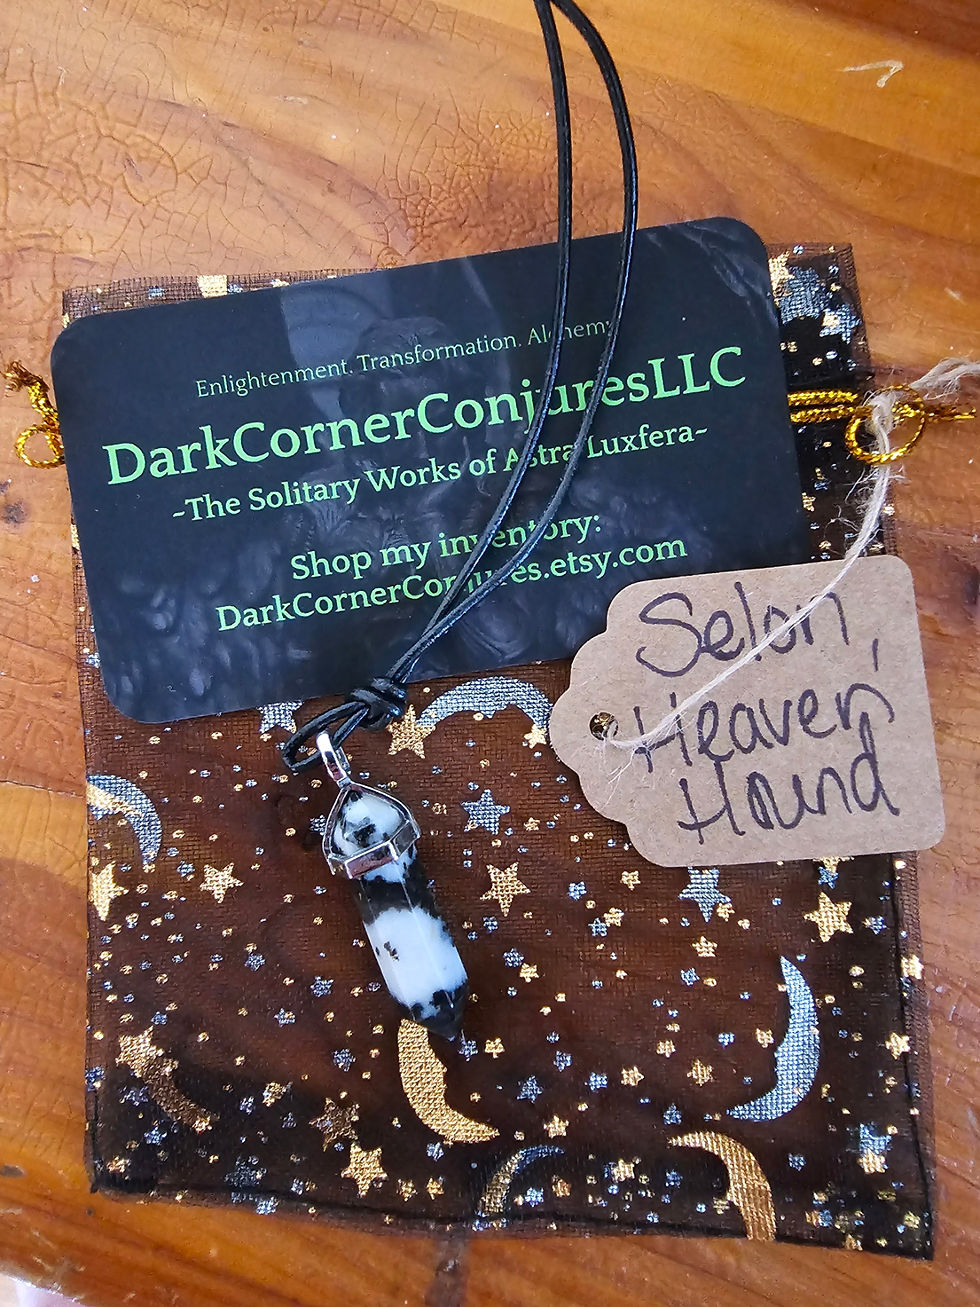 Enlightenment. Transformation. Alchemy
DarkCornerConjuresLLC
-The Solitary Works of Astra Luxfera-
Shop my inventory:
DarkCornerConjures.etsy.com
Selon,
Heaven
Hound